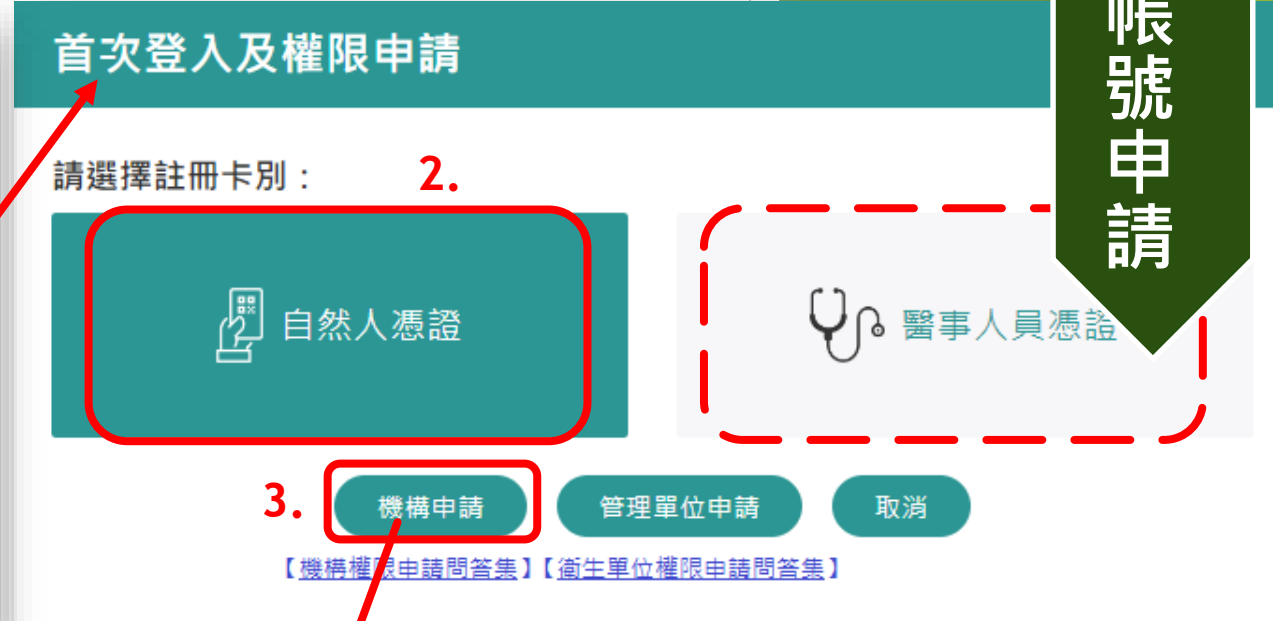 首次登入及權限申請
帳號申請
請選擇註冊卡別：
2.
自然人憑證
醫事人員憑證
3.
機構申請
管理單位申請
取消
【機構權限申請問答集】【衛生單位權限申請問答集】